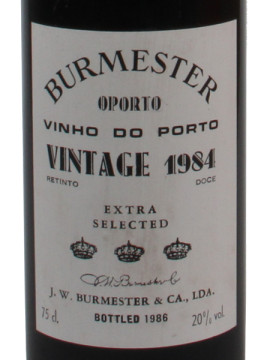 BURMESTER
OPORTO
VINHO DO PORTO
VINTAGE 1984
RETINTO DOCE
EXTRA
SELECTED
J. W. BURMESTER & CA., LDA.
75 cl. BOTTLED 1986 20% vol.